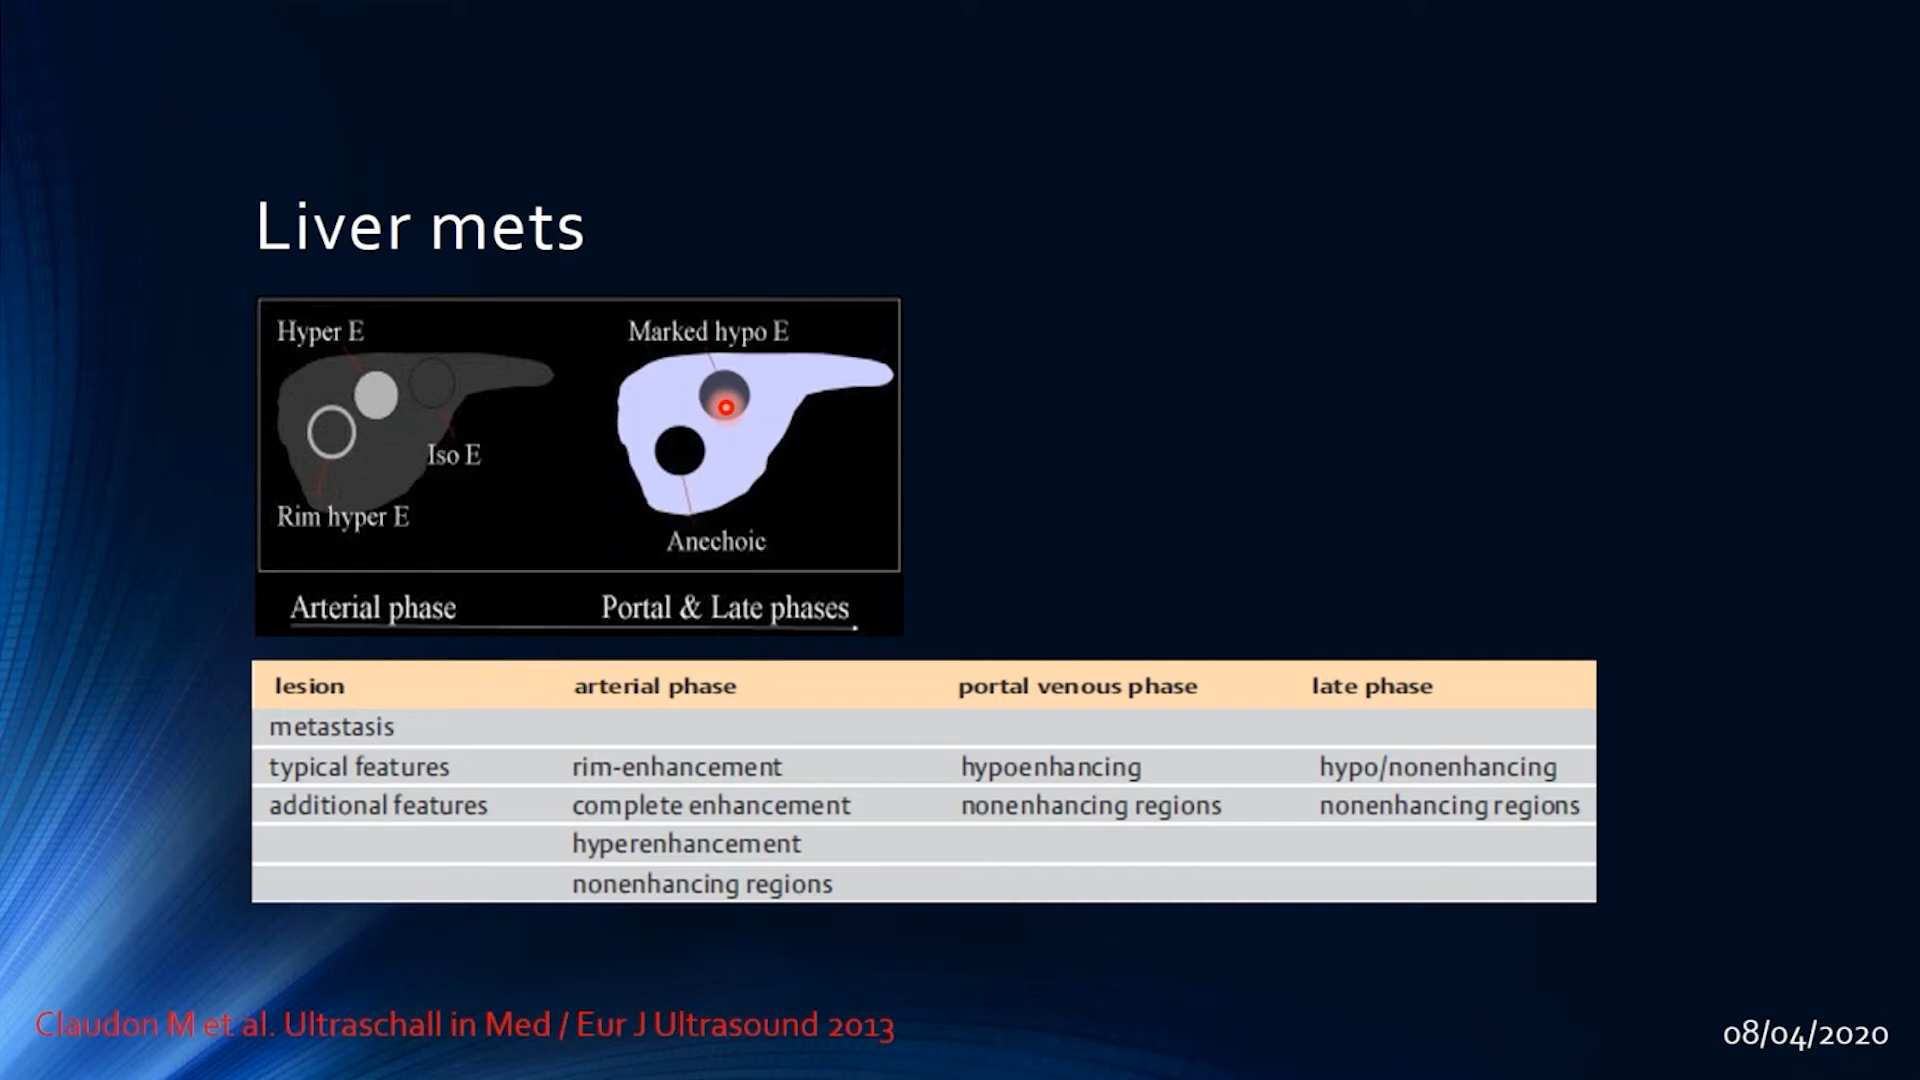 Liver mets
Hyper E
Marked hypo E
Iso E
Rim hyper E
Anechoic
Arterial phase
Portal & Late phases
lesion arterial phase portal venous phase late phase
metastasis
typical features rim-enhancement hypoenhancing hypo/nonenhancing
additional features complete enhancement nonenhancing regions nonenhancing regions
hyperenhancement
nonenhancing regions
Claudon M et al. Ultraschall in Med / Eur J Ultrasound 2013
08/04/2020